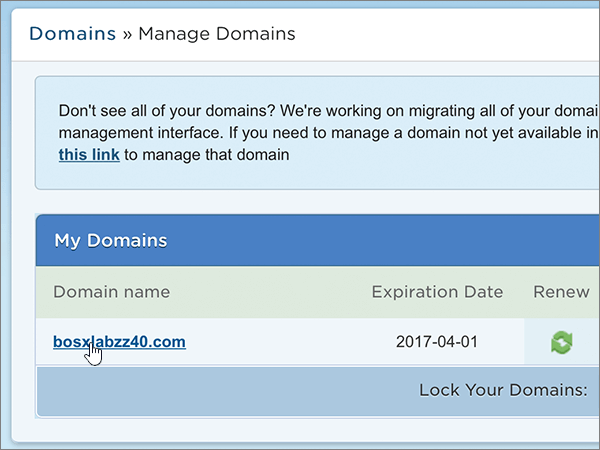 Domains » Manage Domains
Don't see all of your domains? We're working on migrating all of your
management interface. If you need to manage a domain not yet available in
this link to manage that domain
My Domains
Domain name Expiration Date Renew
bosxlabzz40.com 2017-04-01
Lock Your Domains: